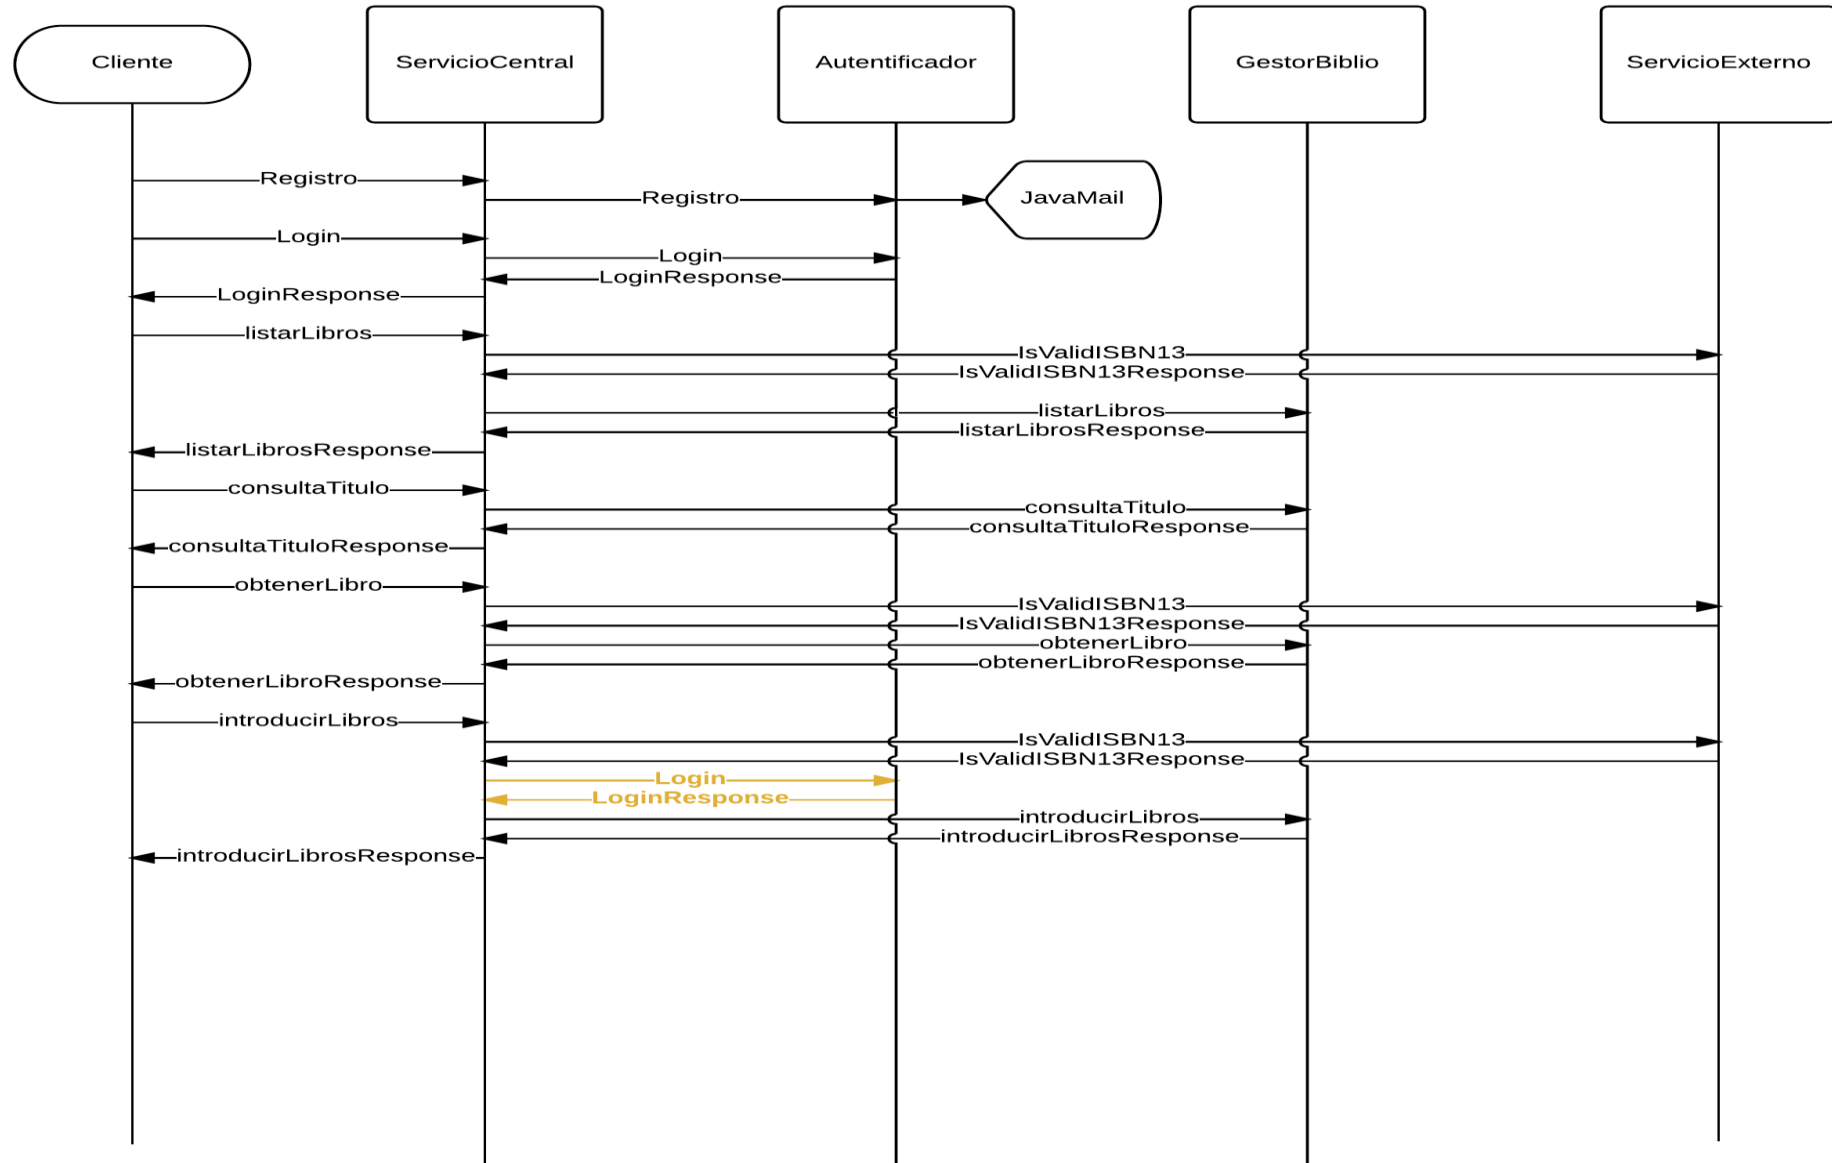 Cliente
ServicioCentral
Autentificador
GestorBiblio
ServicioExterno
Registro
Registro
JavaMail
Login
Login
LoginResponse
LoginResponse
listarLibros
IsValidISBN13
IsValidISBN13Response
listarLibros
listarLibrosResponse
listarLibrosResponse
consultaTitulo
consultaTitulo
consultaTituloResponse
consultaTituloResponse
obtenerLibro
IsValidISBN13
IsValidISBN13Response
obtenerLibro
obtenerLibroResponse
obtenerLibroResponse
introducirLibros
IsValidISBN13
IsValidISBN13Response
Login
LoginResponse
introducirLibros
introducirLibrosResponse
introducirLibrosResponse